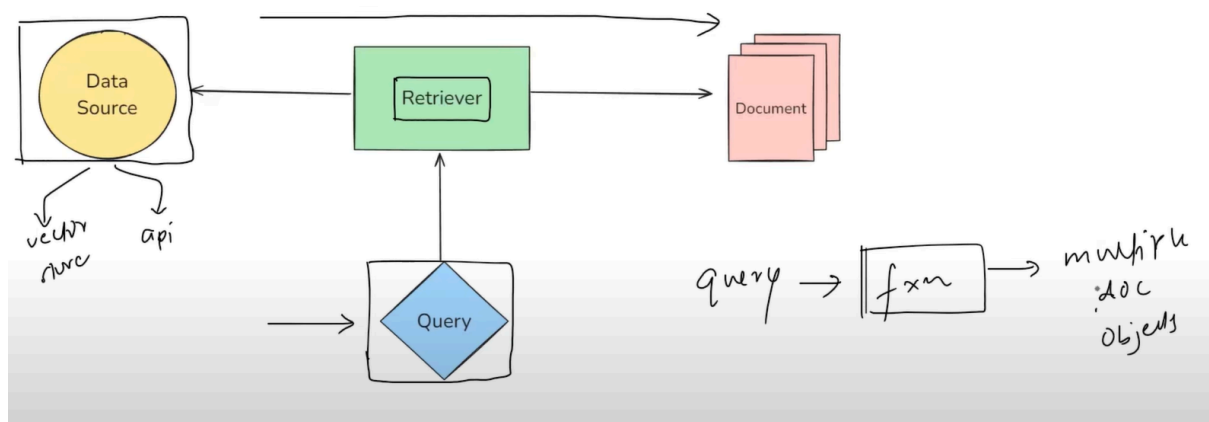 Data
Source
Retriever
Document
vector
store
api
Query
query
fxn
multiple
doc
objects